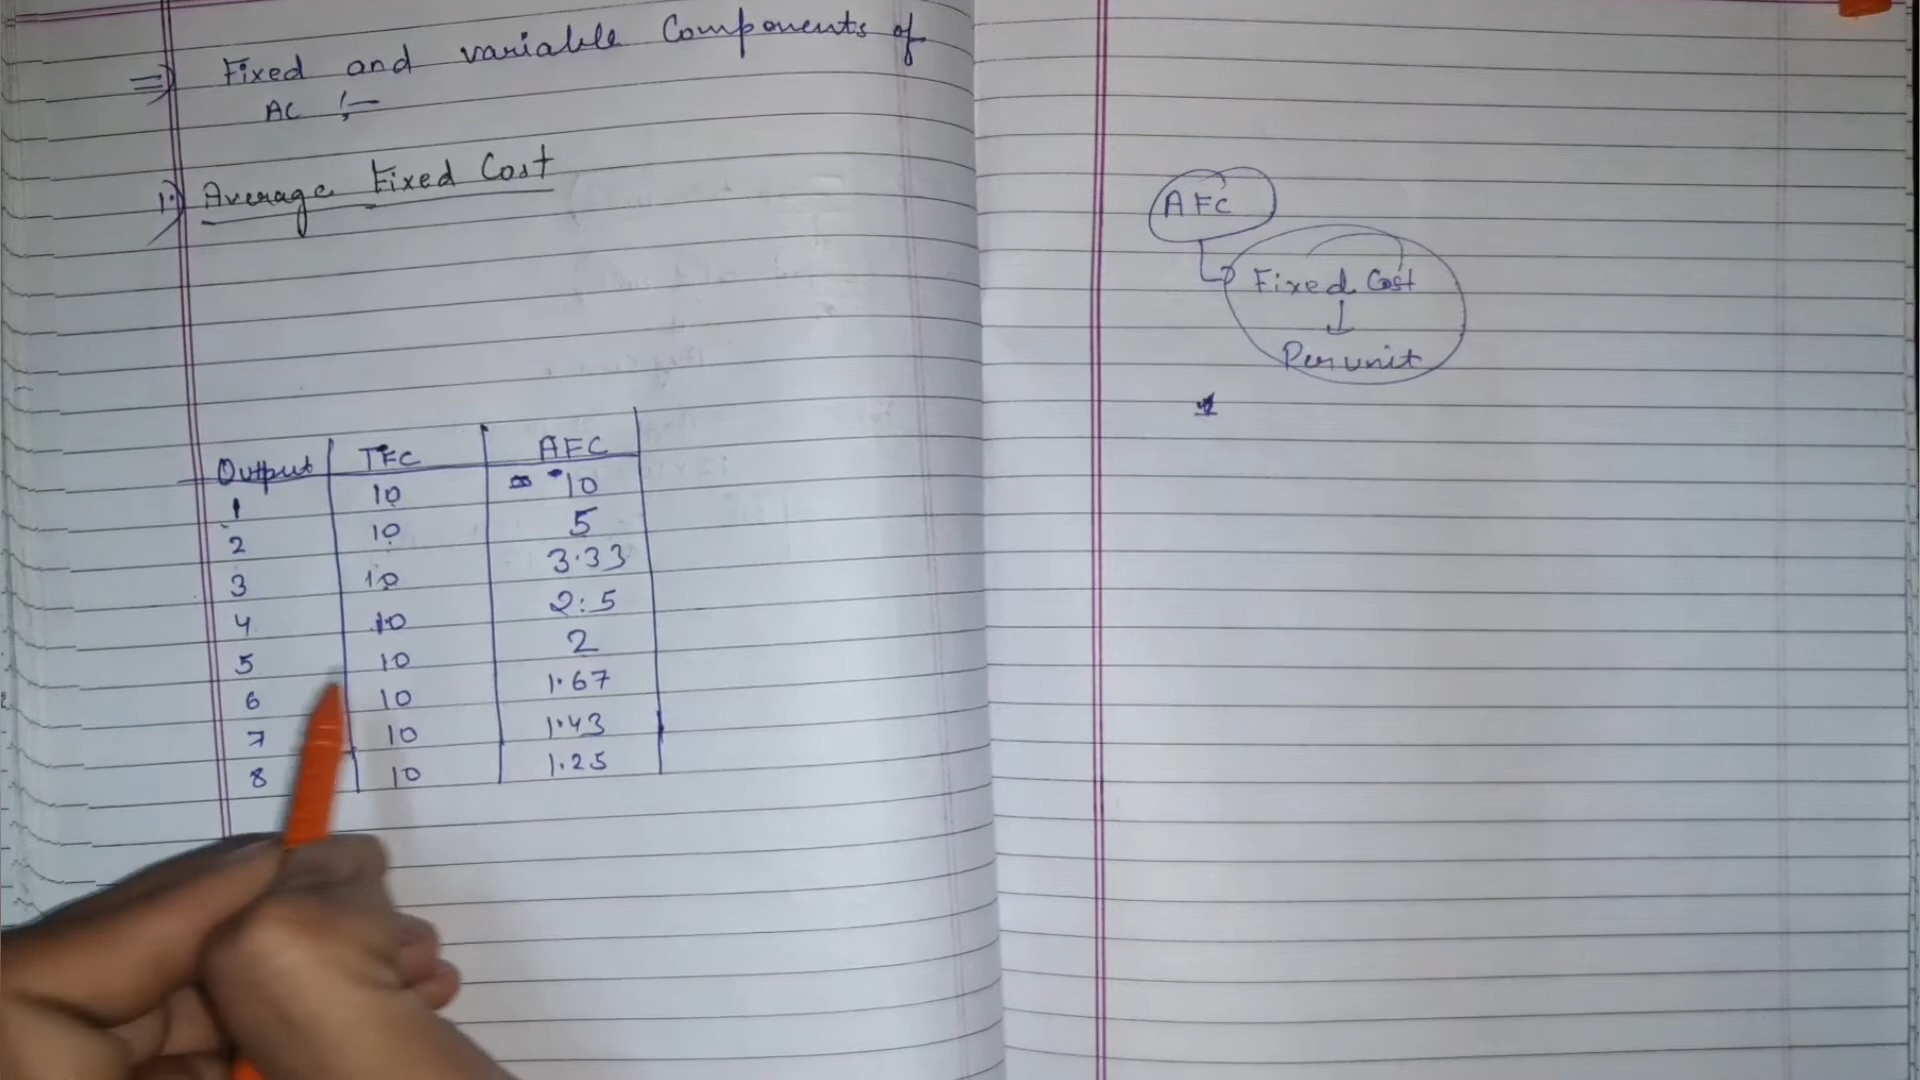 => Fixed and variable Components of
AC :-
1.) Average Fixed Cost
Output TFC AFC
1 10 10
2 10 5
3 10 3.33
4 10 2.5
5 10 2
6 10 1.67
7 10 1.43
8 10 1.25
AFC
Fixed Cost
↓
Per unit